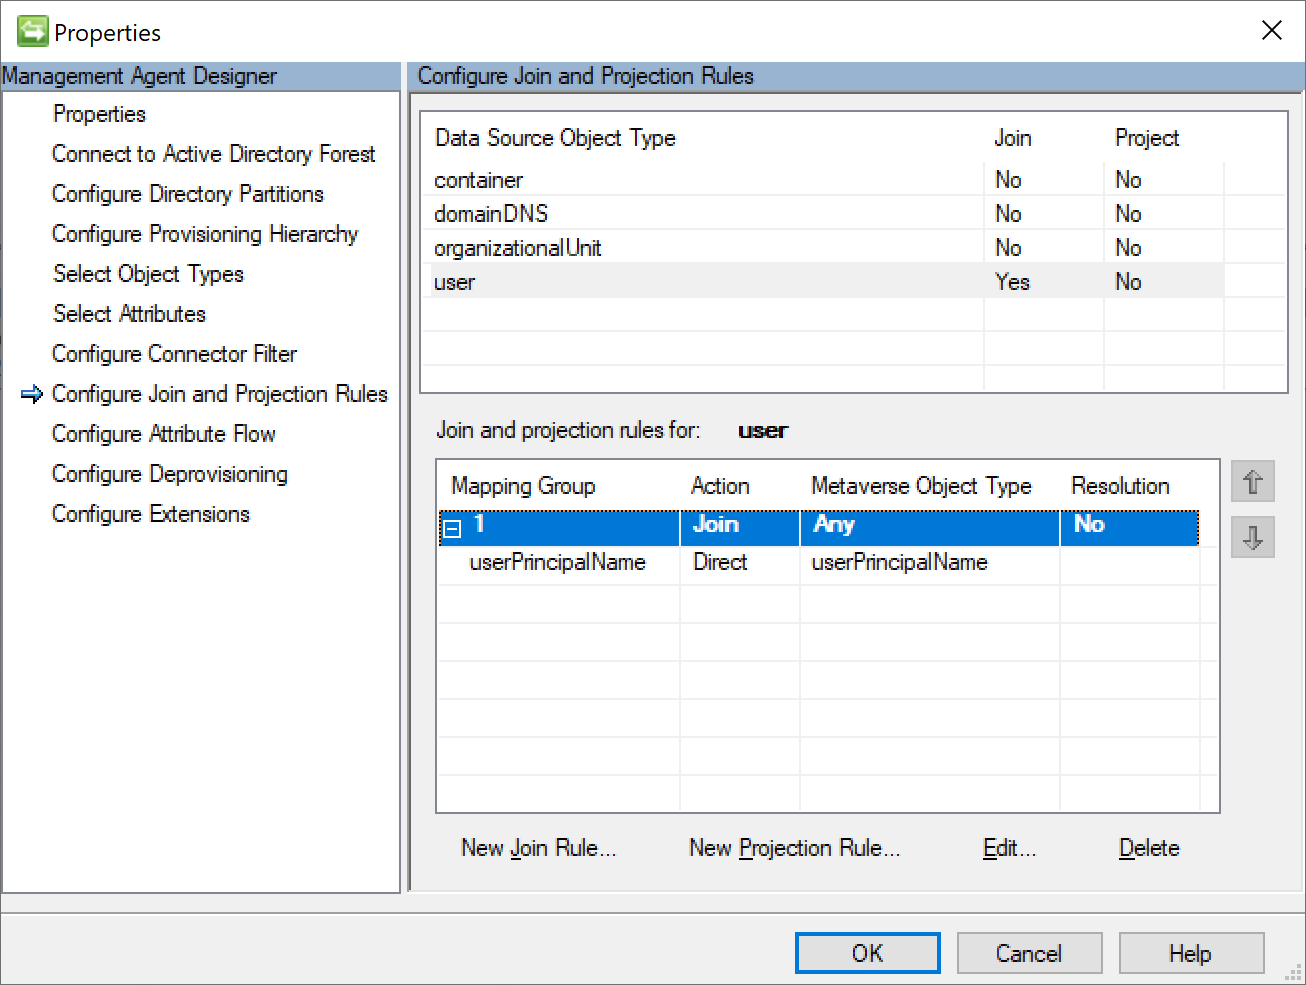 Properties
Management Agent Designer
Properties
Connect to Active Directory Forest
Configure Directory Partitions
Configure Provisioning Hierarchy
Select Object Types
Select Attributes
Configure Connector Filter
Configure Join and Projection Rules
Configure Attribute Flow
Configure Deprovisioning
Configure Extensions
Configure Join and Projection Rules
Data Source Object Type Join Project
container No No
domainDNS No No
organizationalUnit No No
user Yes No
Join and projection rules for: user
Mapping Group Action Metaverse Object Type Resolution
1 Join Any No
userPrincipalName Direct userPrincipalName
New Join Rule... New Projection Rule... Edit... Delete
OK Cancel Help